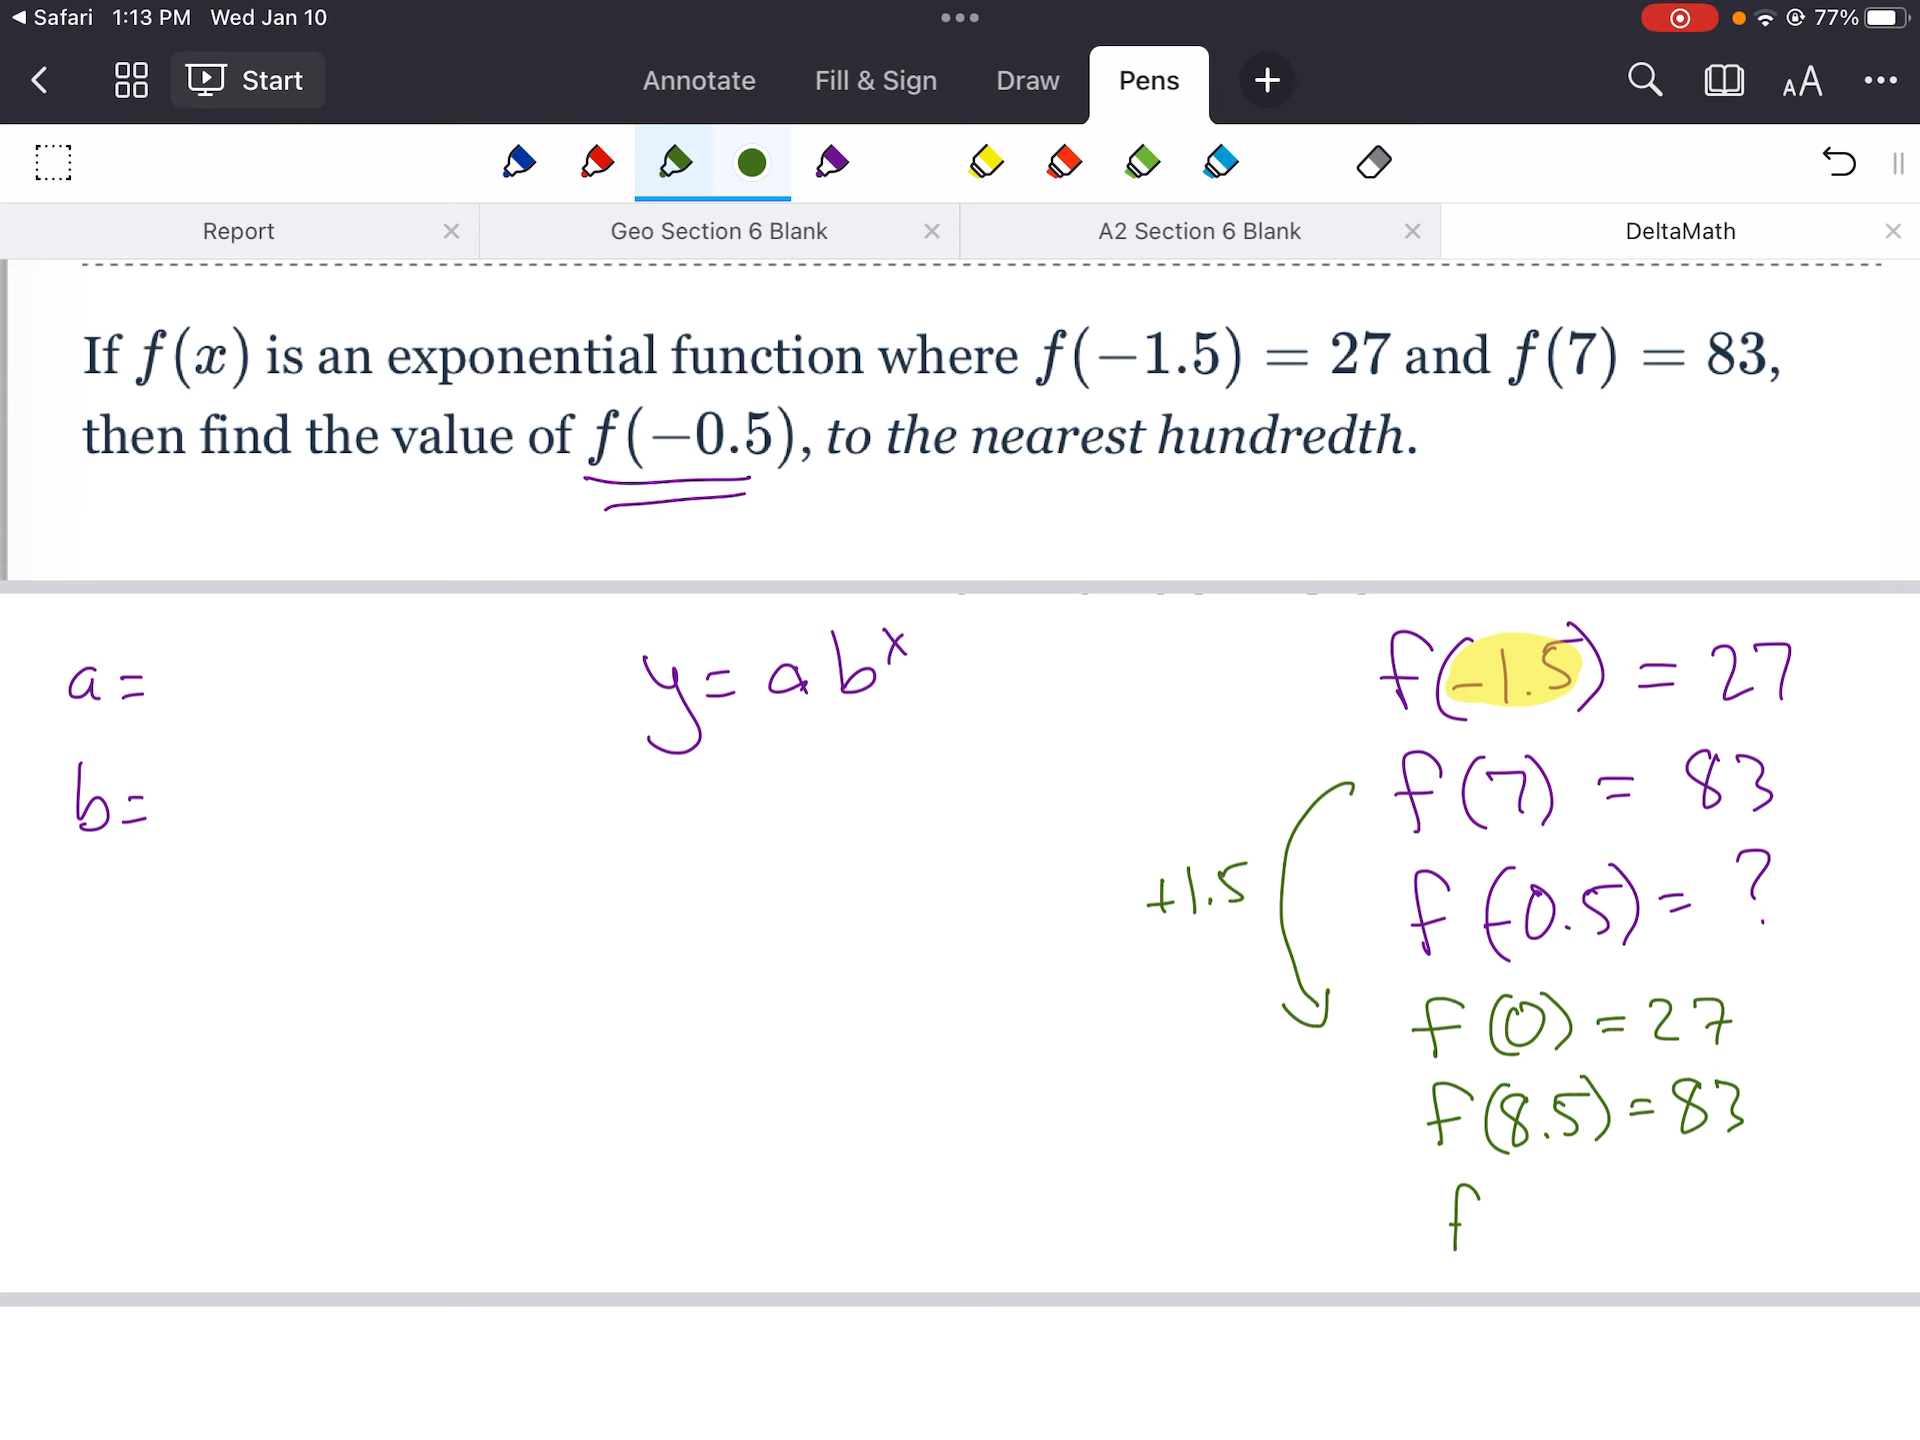 Safari 1:13 PM Wed Jan 10 77%
Start Annotate Fill & Sign Draw Pens + AA
Report Geo Section 6 Blank A2 Section 6 Blank DeltaMath
If f(x) is an exponential function where f(−1.5) = 27 and f(7) = 83,
then find the value of f(−0.5), to the nearest hundredth.
a =
b =
y = ab^x
f(-1.5) = 27
f(7) = 83
+1.5
f(-0.5) = ?
f(0) = 27
f(8.5) = 83
f